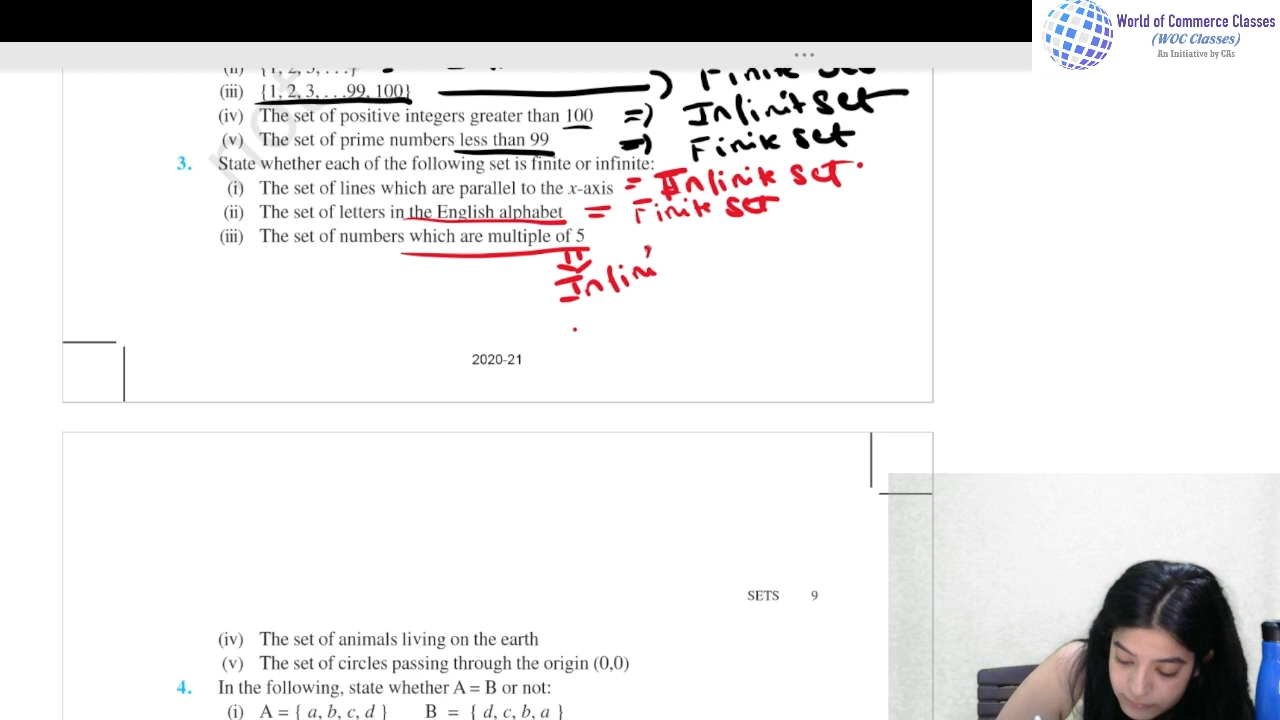 World of Commerce Classes
(WOC Classes)
An Initiative by CAs
(ii) {1, 2, 3, . . .}
Finite Set
(iii) {1, 2, 3, . . .99, 100}
(iv) The set of positive integers greater than 100 => Infinit Set
(v) The set of prime numbers less than 99 => Finite Set
3. State whether each of the following set is finite or infinite:
(i) The set of lines which are parallel to the x-axis = Infinite Set.
(ii) The set of letters in the English alphabet = Finite Set
(iii) The set of numbers which are multiple of 5
Infini
2020-21
SETS 9
(iv) The set of animals living on the earth
(v) The set of circles passing through the origin (0,0)
4. In the following, state whether A = B or not:
(i) A = { a, b, c, d } B = { d, c, b, a }